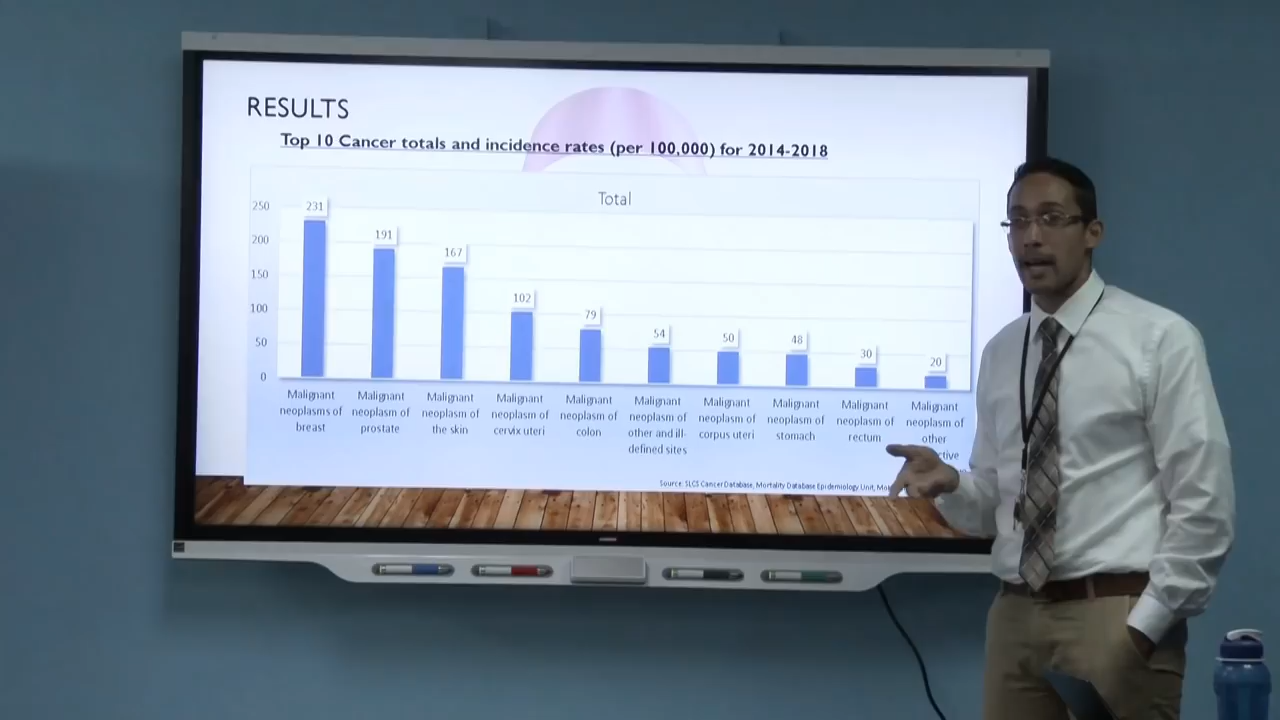 RESULTS
Top 10 Cancer totals and incidence rates (per 100,000) for 2014-2018
Total
250
200
150
100
50
0
231
191
167
102
79
54
50
48
30
20
Malignant
neoplasms of
breast
Malignant
neoplasm of
prostate
Malignant
neoplasm of
the skin
Malignant
neoplasm of
cervix uteri
Malignant
neoplasm of
colon
Malignant
neoplasm of
other and ill-
defined sites
Malignant
neoplasm of
corpus uteri
Malignant
neoplasm of
stomach
Malignant
neoplasm of
rectum
Malignant
neoplasm of
other
Source: SLCS Cancer Database, Mortality Database Epidemiology Unit,